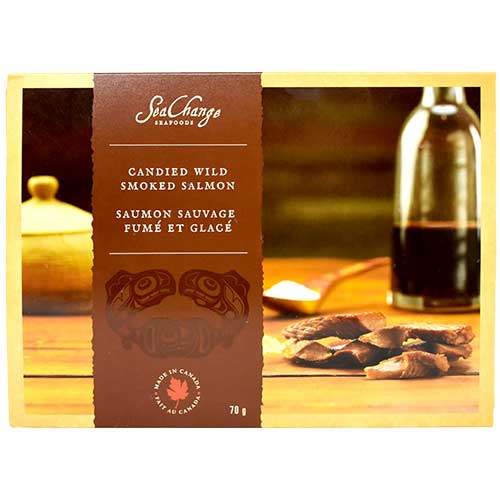 SeaChange
SEAFOODS
CANDIED WILD
SMOKED SALMON
SAUMON SAUVAGE
FUMÉ ET GLACÉ
MADE IN CANADA
FAIT AU CANADA
70 g